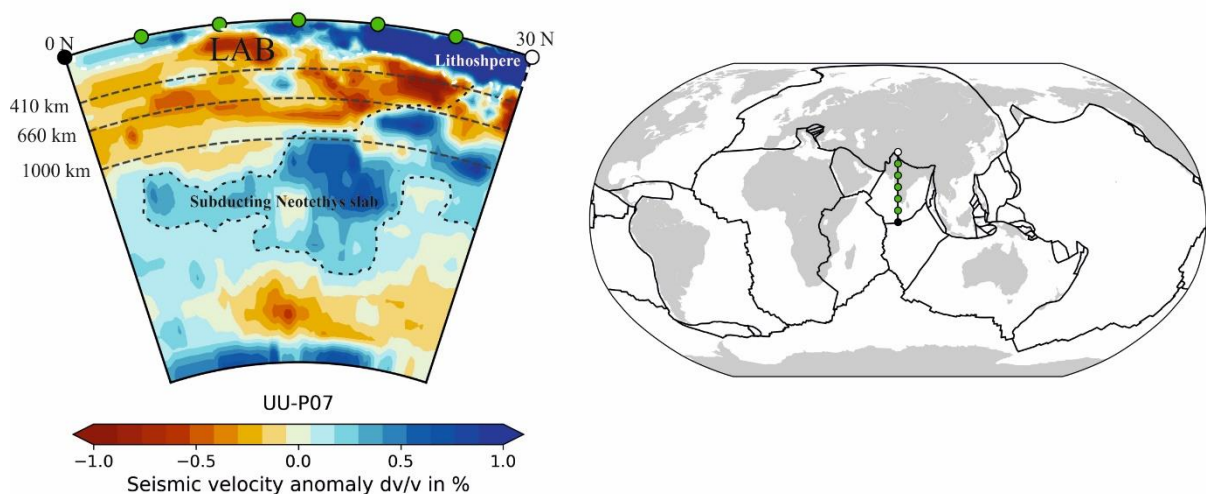 0 N
30 N
LAB
Lithoshpere
410 km
660 km
1000 km
Subducting Neotethys slab
UU-P07
−1.0 −0.5 0.0 0.5 1.0
Seismic velocity anomaly dv/v in %